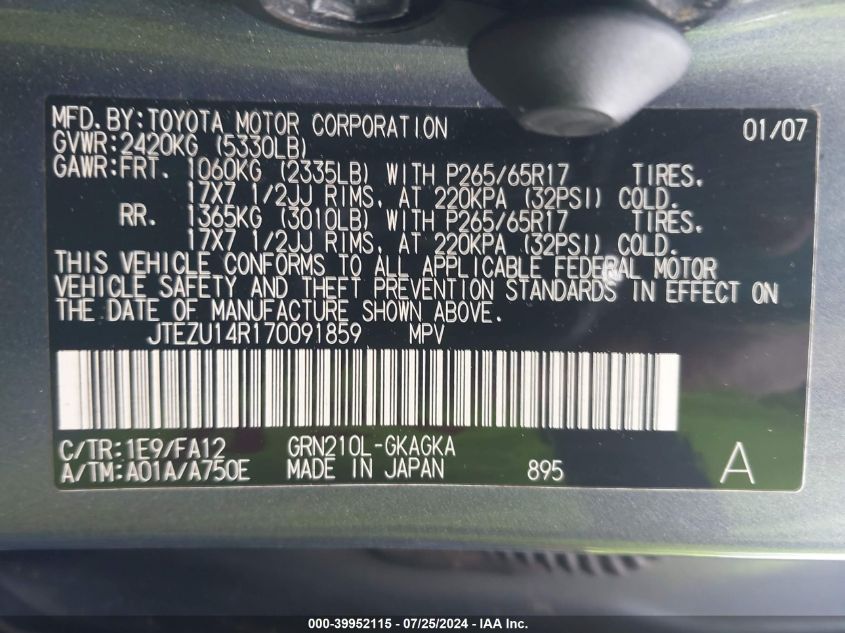 MFD. BY: TOYOTA MOTOR CORPORATION 01/07
GVWR: 2420KG (5330LB)
GAWR: FRT. 1060KG (2335LB) WITH P265/65R17 TIRES,
17X7 1/2JJ RIMS, AT 220KPA (32PSI) COLD.
RR. 1365KG (3010LB) WITH P265/65R17 TIRES,
17X7 1/2JJ RIMS, AT 220KPA (32PSI) COLD.
THIS VEHICLE CONFORMS TO ALL APPLICABLE FEDERAL MOTOR
VEHICLE SAFETY AND THEFT PREVENTION STANDARDS IN EFFECT ON
THE DATE OF MANUFACTURE SHOWN ABOVE.
JTEZU14R170091859 MPV
C/TR: 1E9/FA12 GRN210L-GKAGKA
A/TM: A01A/A750E MADE IN JAPAN 895 A
000-39952115 - 07/25/2024 - IAA Inc.